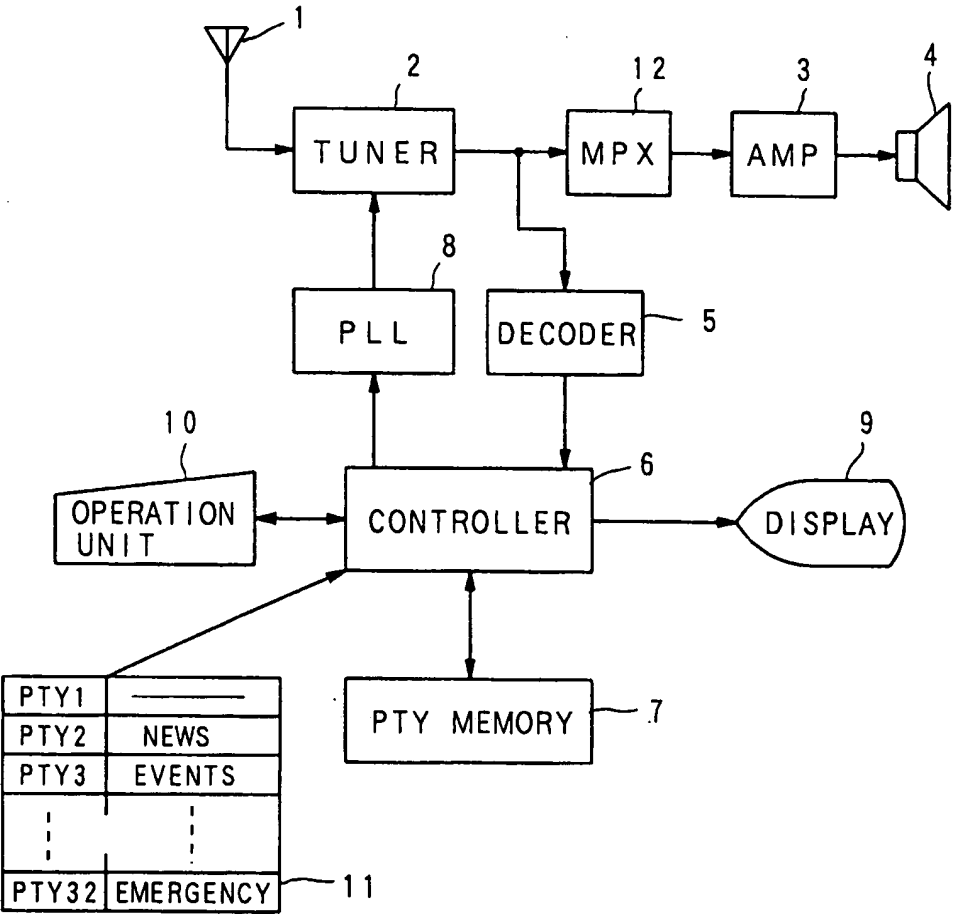 1
2
12
3
4
TUNER
MPX
AMP
8
5
PLL
DECODER
10
6
9
OPERATION
UNIT
CONTROLLER
DISPLAY
PTY1
PTY2 NEWS
PTY3 EVENTS
PTY32 EMERGENCY
11
PTY MEMORY
7